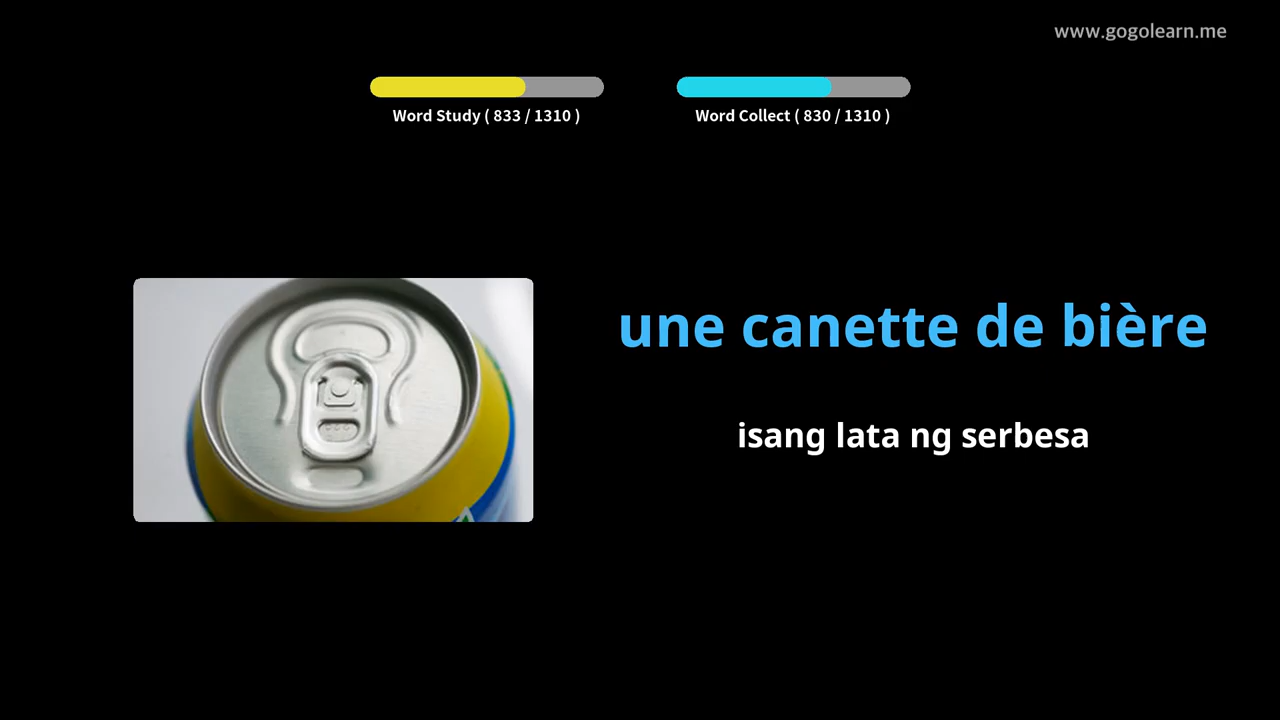 www.gogolearn.me
Word Study ( 833 / 1310 )
Word Collect ( 830 / 1310 )
une canette de bière
isang lata ng serbesa